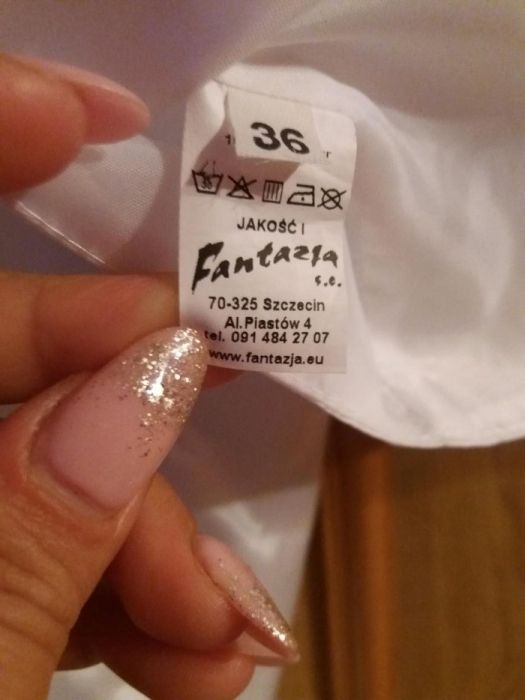 36
JAKOŚĆ I
Fantazja
s.c.
70-325 Szczecin
Al.Piastów 4
tel. 091 484 27 07
www.fantazja.eu